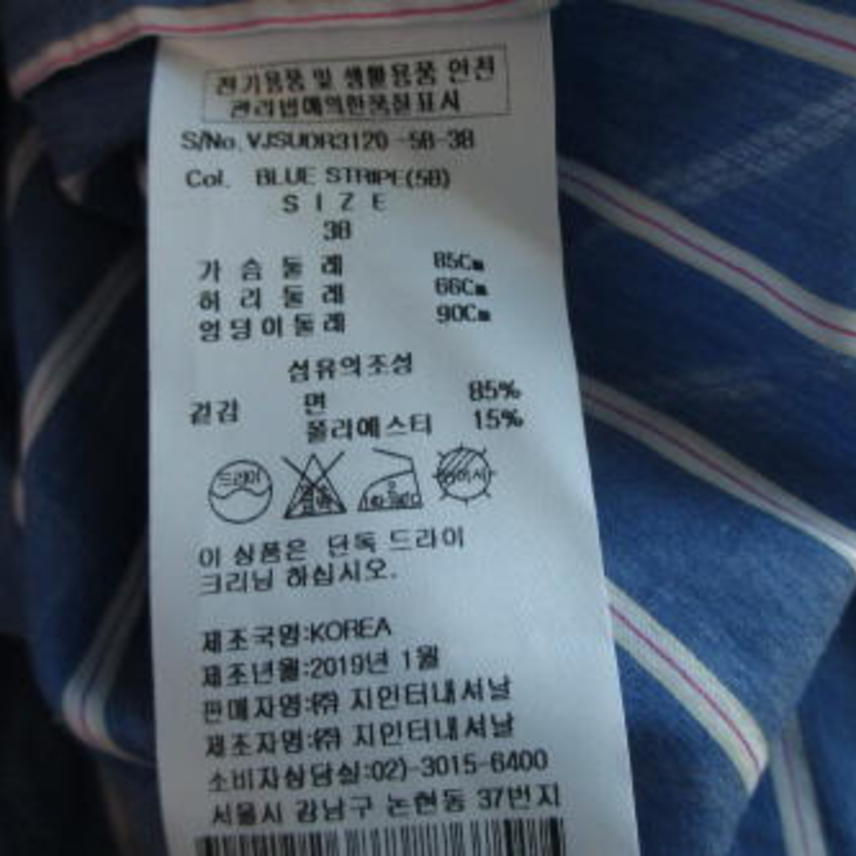 전기용품 및 생활용품 안전
관리법에의한품질표시
S/No. VJSUDR3120 -5B-38
Col. BLUE STRIPE(5B)
S I Z E
38
가 슴 둘 레 85Cm
허 리 둘 레 66Cm
엉덩이둘레 90Cm
섬유의조성
겉감 면 85%
폴리에스터 15%
드라이
이 상품은 단독 드라이
크리닝 하십시오.
제조국명:KOREA
제조년월:2019년 1월
판매자명:㈜ 지인터내셔날
제조자명:㈜ 지인터내셔날
소비자상담실:02)-3015-6400
서울시 강남구 논현동 37번지